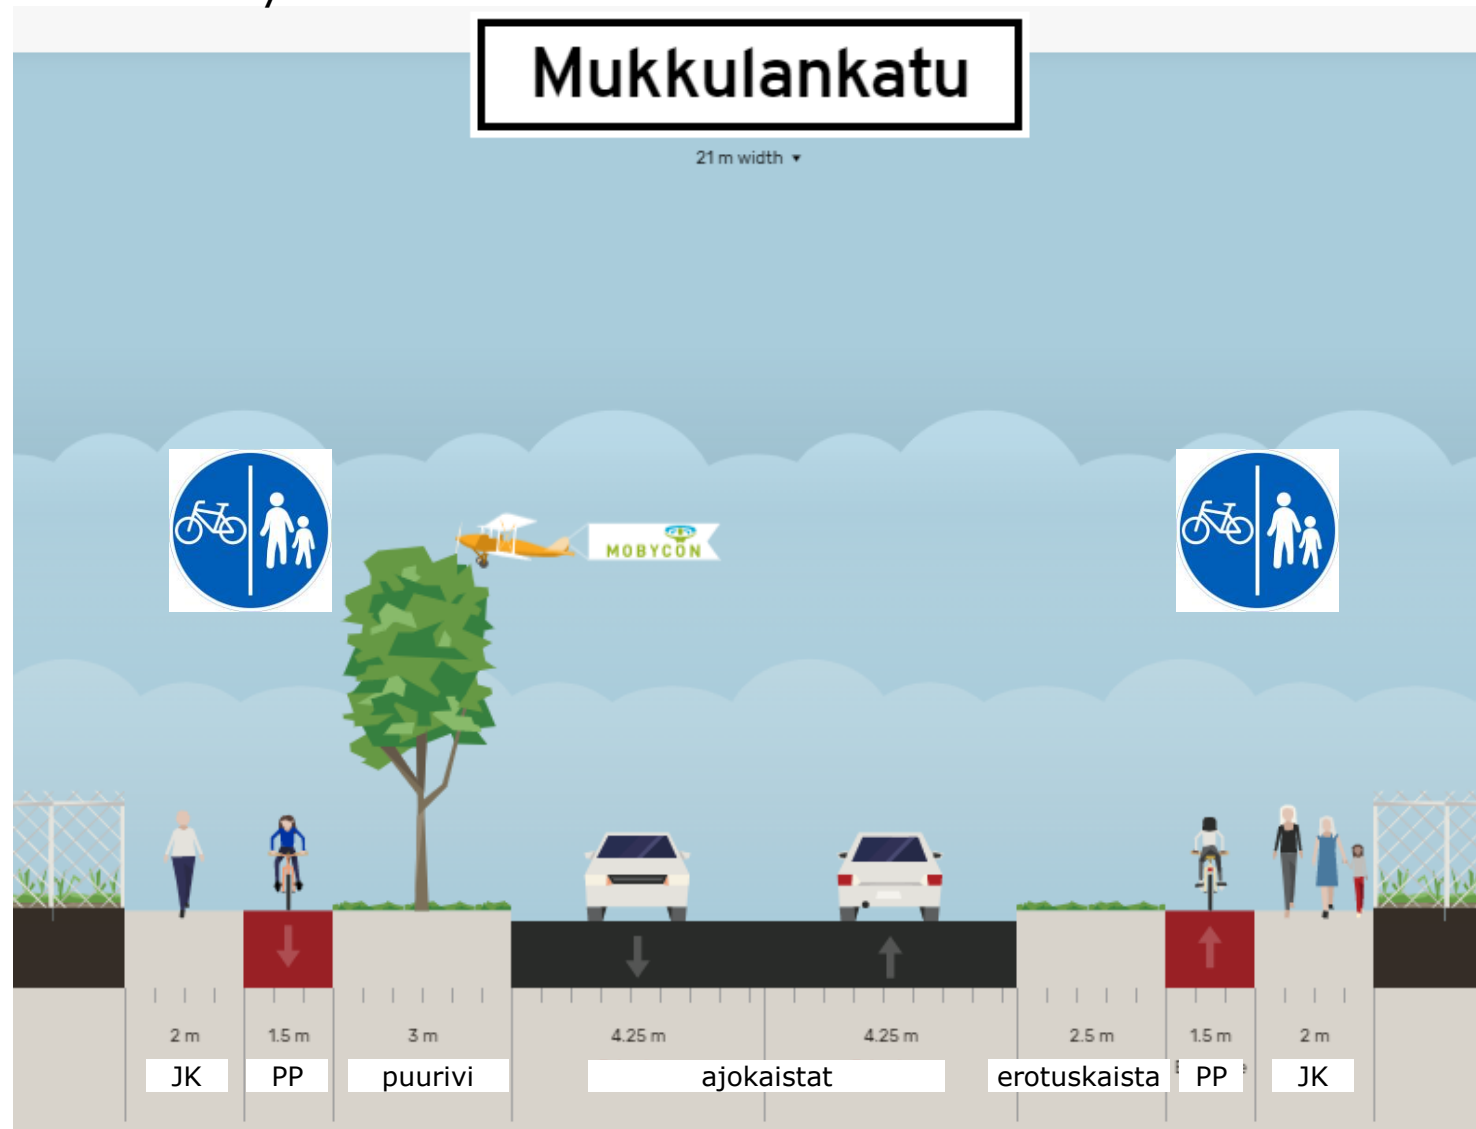 Mukkulankatu
21 m width
MOBYCON
2 m
1.5 m
3 m
4.25 m
4.25 m
2.5 m
1.5 m
2 m
JK
PP
puurivi
ajokaistat
erotuskaista
PP
JK